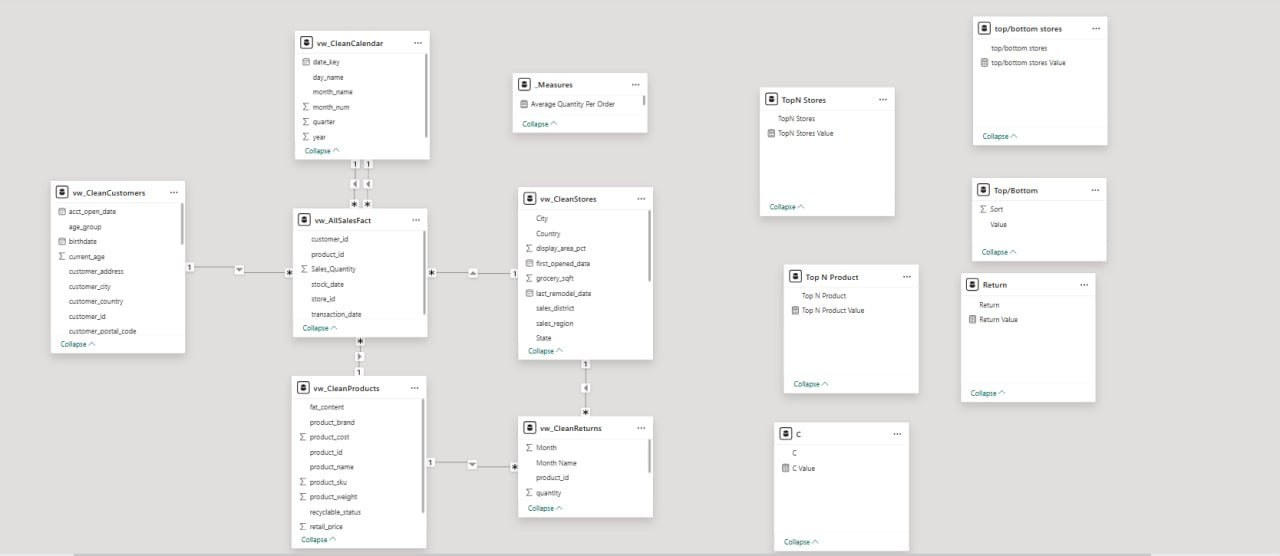 vw_CleanCalendar
date_key
day_name
month_name
month_num
quarter
year
Collapse
_Measures
Average Quantity Per Order
Collapse
TopN Stores
TopN Stores
TopN Stores Value
Collapse
top/bottom stores
top/bottom stores
top/bottom stores Value
Collapse
vw_CleanCustomers
acct_open_date
age_group
birthdate
current_age
customer_address
customer_city
customer_country
customer_id
customer_postal_code
Collapse
1
1
*
*
vw_AllSalesFact
customer_id
product_id
Sales_Quantity
stock_date
store_id
transaction_date
Collapse
1
*
*
1
vw_CleanStores
City
Country
display_area_pct
first_opened_date
grocery_sqft
last_remodel_date
sales_district
sales_region
State
Collapse
Top/Bottom
Sort
Value
Collapse
Top N Product
Top N Product
Top N Product Value
Collapse
Return
Return
Return Value
Collapse
*
1
1
*
vw_CleanProducts
fat_content
product_brand
product_cost
product_id
product_name
product_sku
product_weight
recyclable_status
retail_price
Collapse
1
*
vw_CleanReturns
Month
Month Name
product_id
quantity
Collapse
C
C
C Value
Collapse